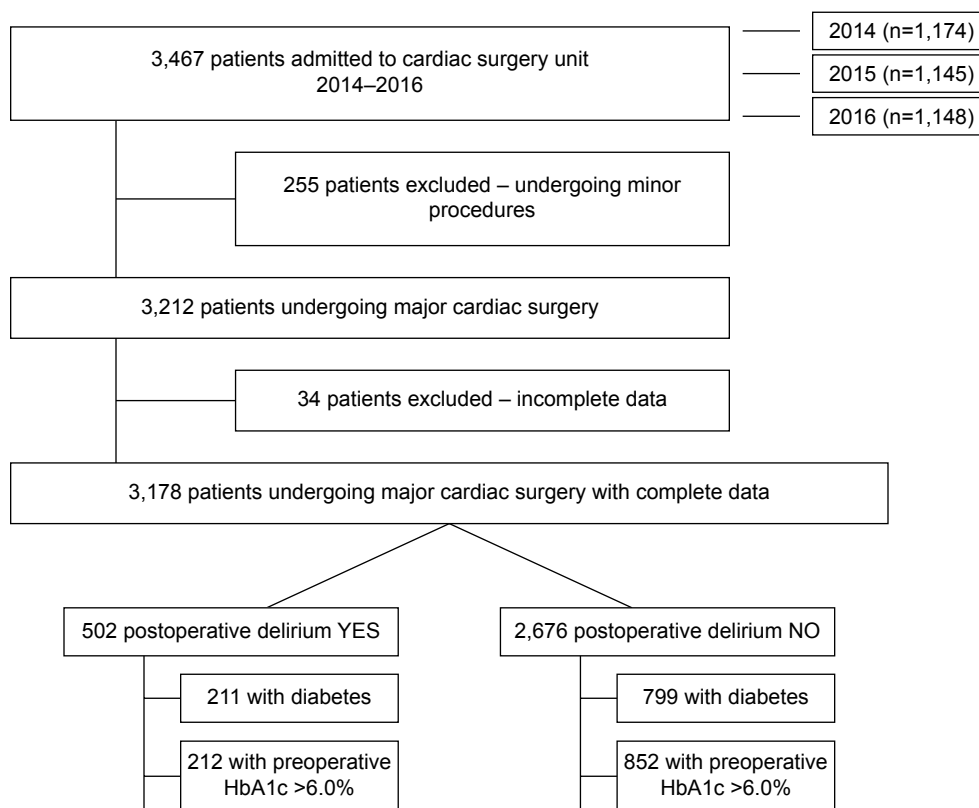 3,467 patients admitted to cardiac surgery unit
2014–2016
2014 (n=1,174)
2015 (n=1,145)
2016 (n=1,148)
255 patients excluded – undergoing minor
procedures
3,212 patients undergoing major cardiac surgery
34 patients excluded – incomplete data
3,178 patients undergoing major cardiac surgery with complete data
502 postoperative delirium YES
2,676 postoperative delirium NO
211 with diabetes
799 with diabetes
212 with preoperative
HbA1c >6.0%
852 with preoperative
HbA1c >6.0%